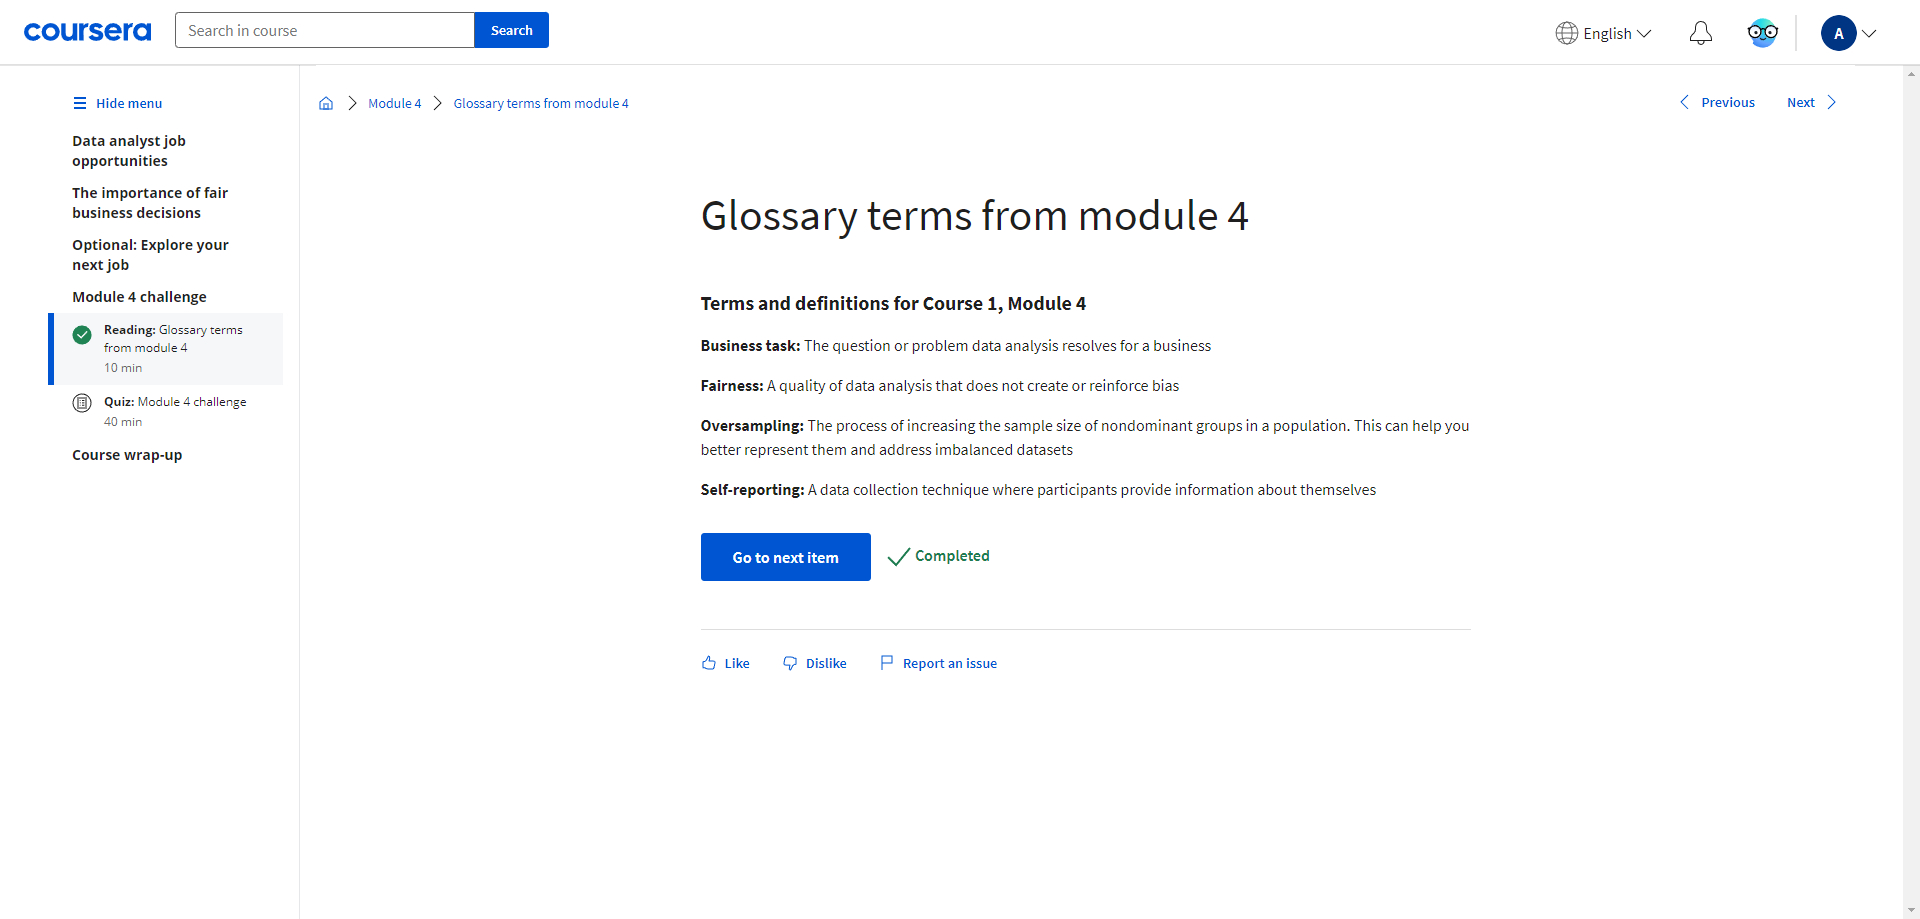 coursera
Search in course
Search
English
A
Hide menu
Data analyst job
opportunities
The importance of fair
business decisions
Optional: Explore your
next job
Module 4 challenge
Reading: Glossary terms
from module 4
10 min
Quiz: Module 4 challenge
40 min
Course wrap-up
Module 4
Glossary terms from module 4
Previous
Next
Glossary terms from module 4
Terms and definitions for Course 1, Module 4
Business task: The question or problem data analysis resolves for a business
Fairness: A quality of data analysis that does not create or reinforce bias
Oversampling: The process of increasing the sample size of nondominant groups in a population. This can help you
better represent them and address imbalanced datasets
Self-reporting: A data collection technique where participants provide information about themselves
Go to next item
Completed
Like
Dislike
Report an issue